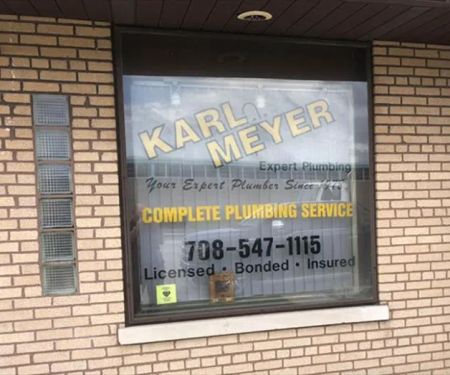 KARL
MEYER
Expert Plumbing
Your Expert Plumber Since
COMPLETE PLUMBING SERVICE
708-547-1115
Licensed • Bonded • Insured